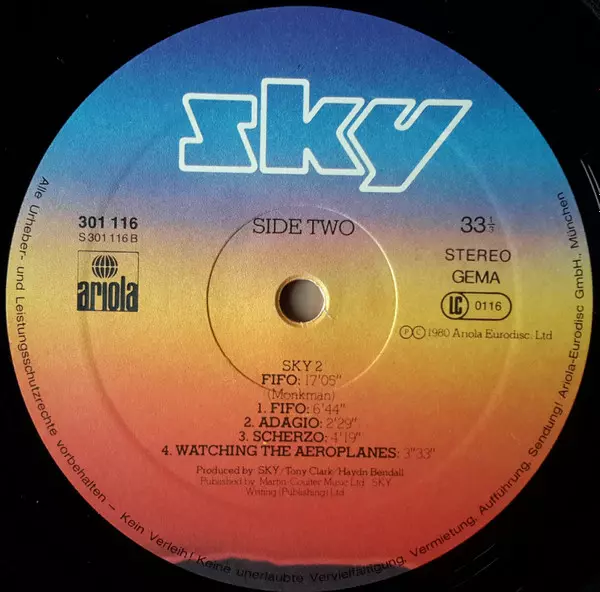 sky
301 116
S 301 116 B
ariola
SIDE TWO
33 1/3
STEREO
GEMA
LC 0116
Ⓟ © 1980 Ariola Eurodisc. Ltd
SKY 2
FIFO: 17'05"
(Monkman)
1. FIFO: 6'44"
2. ADAGIO: 2'29"
3. SCHERZO: 4'19"
4. WATCHING THE AEROPLANES: 3"33"
Produced by: SKY/Tony Clark/Haydn Bendall
Published by: Martin-Coulter Music Ltd. SKY
Writing (Publishing) Ltd
Alle Urheber- und Leistungsschutzrechte vorbehalten – Kein Verleih! Keine unerlaubte Vervielfältigung, Vermietung, Aufführung, Sendung! Ariola-Eurodisc GmbH., München